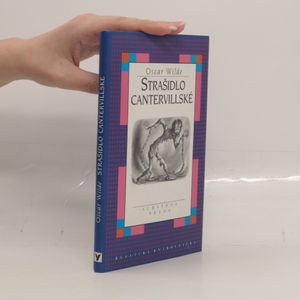 Oscar Wilde
STRAŠIDLO
CANTERVILLSKÉ
Oscar Wilde STRAŠIDLO CANTERVILLSKÉ
V